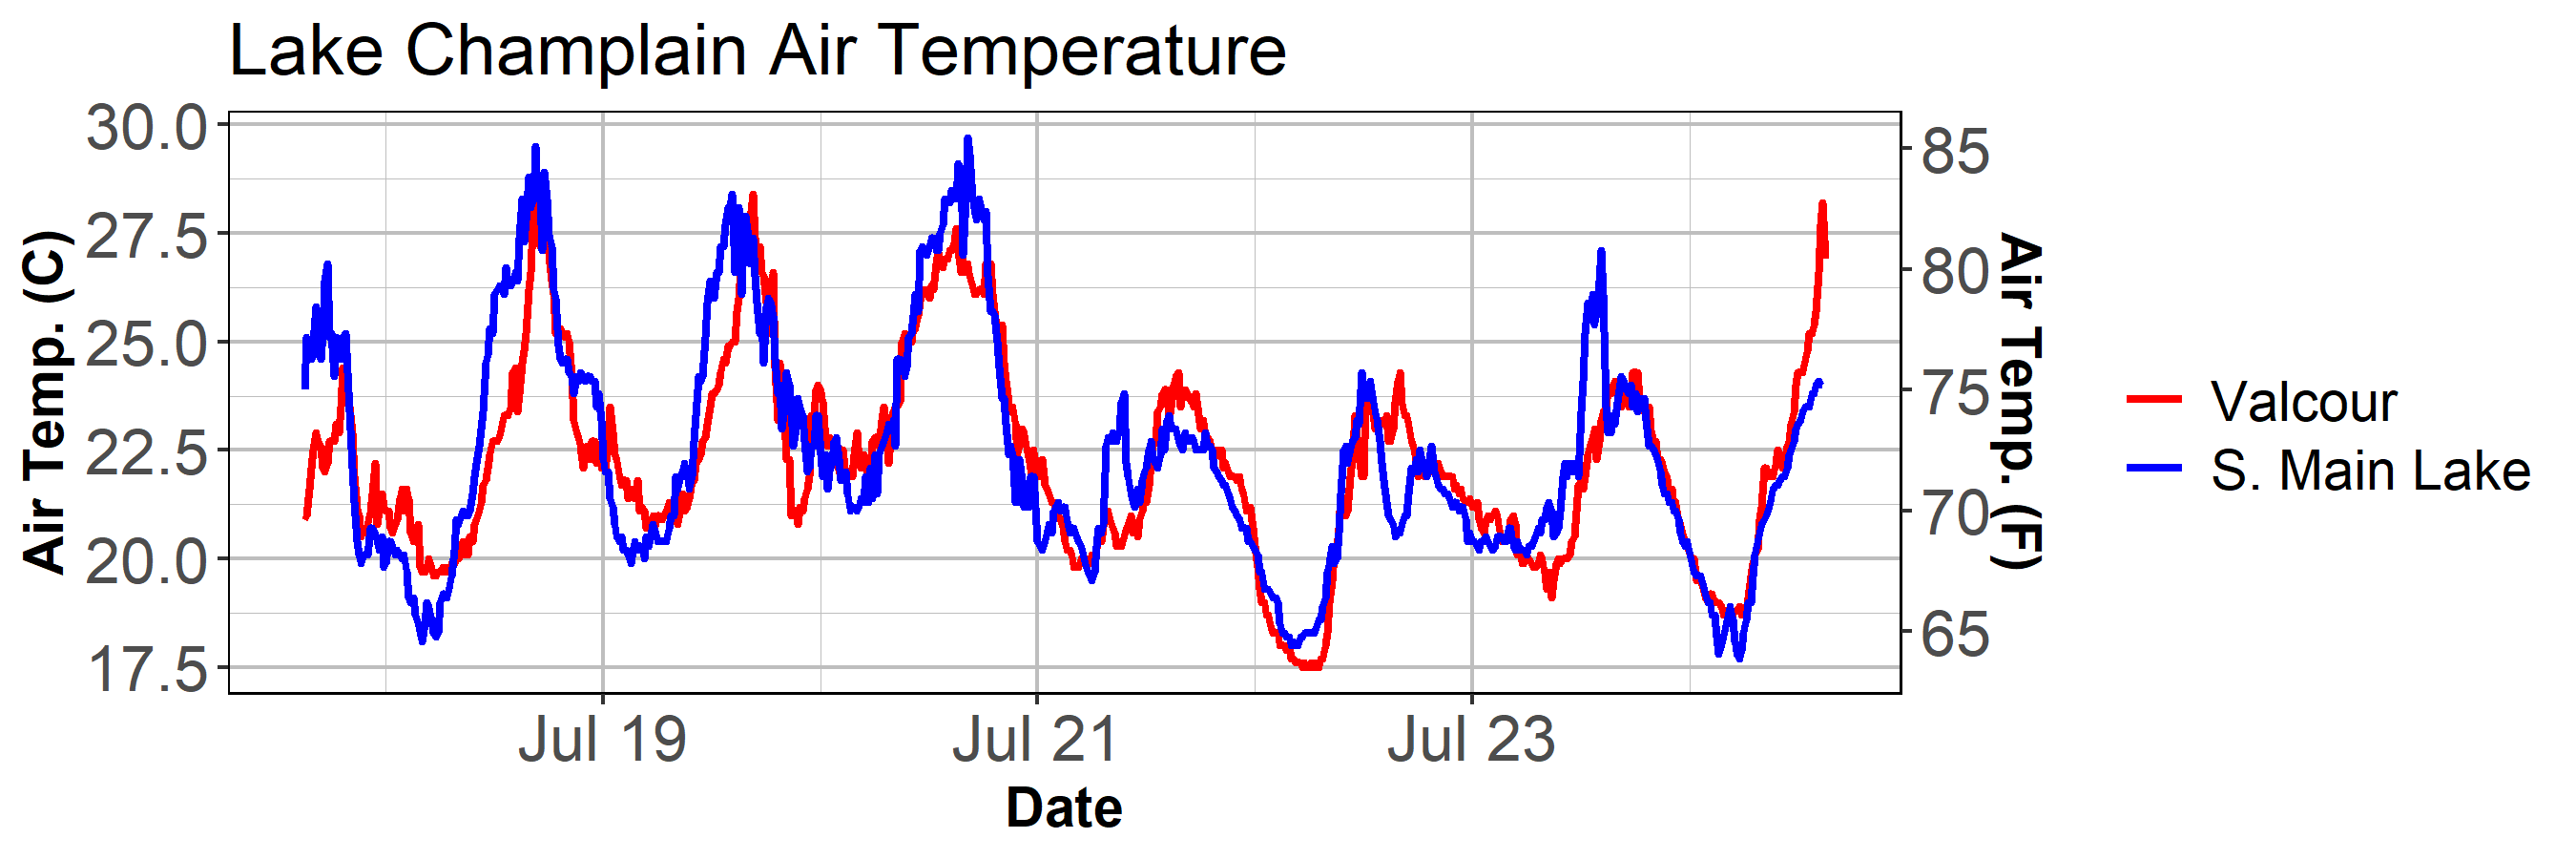 Lake Champlain Air Temperature
30.0
27.5
25.0
22.5
20.0
17.5
Air Temp. (C)
85
80
75
70
65
Air Temp. (F)
Jul 19
Jul 21
Jul 23
Date
Valcour
S. Main Lake